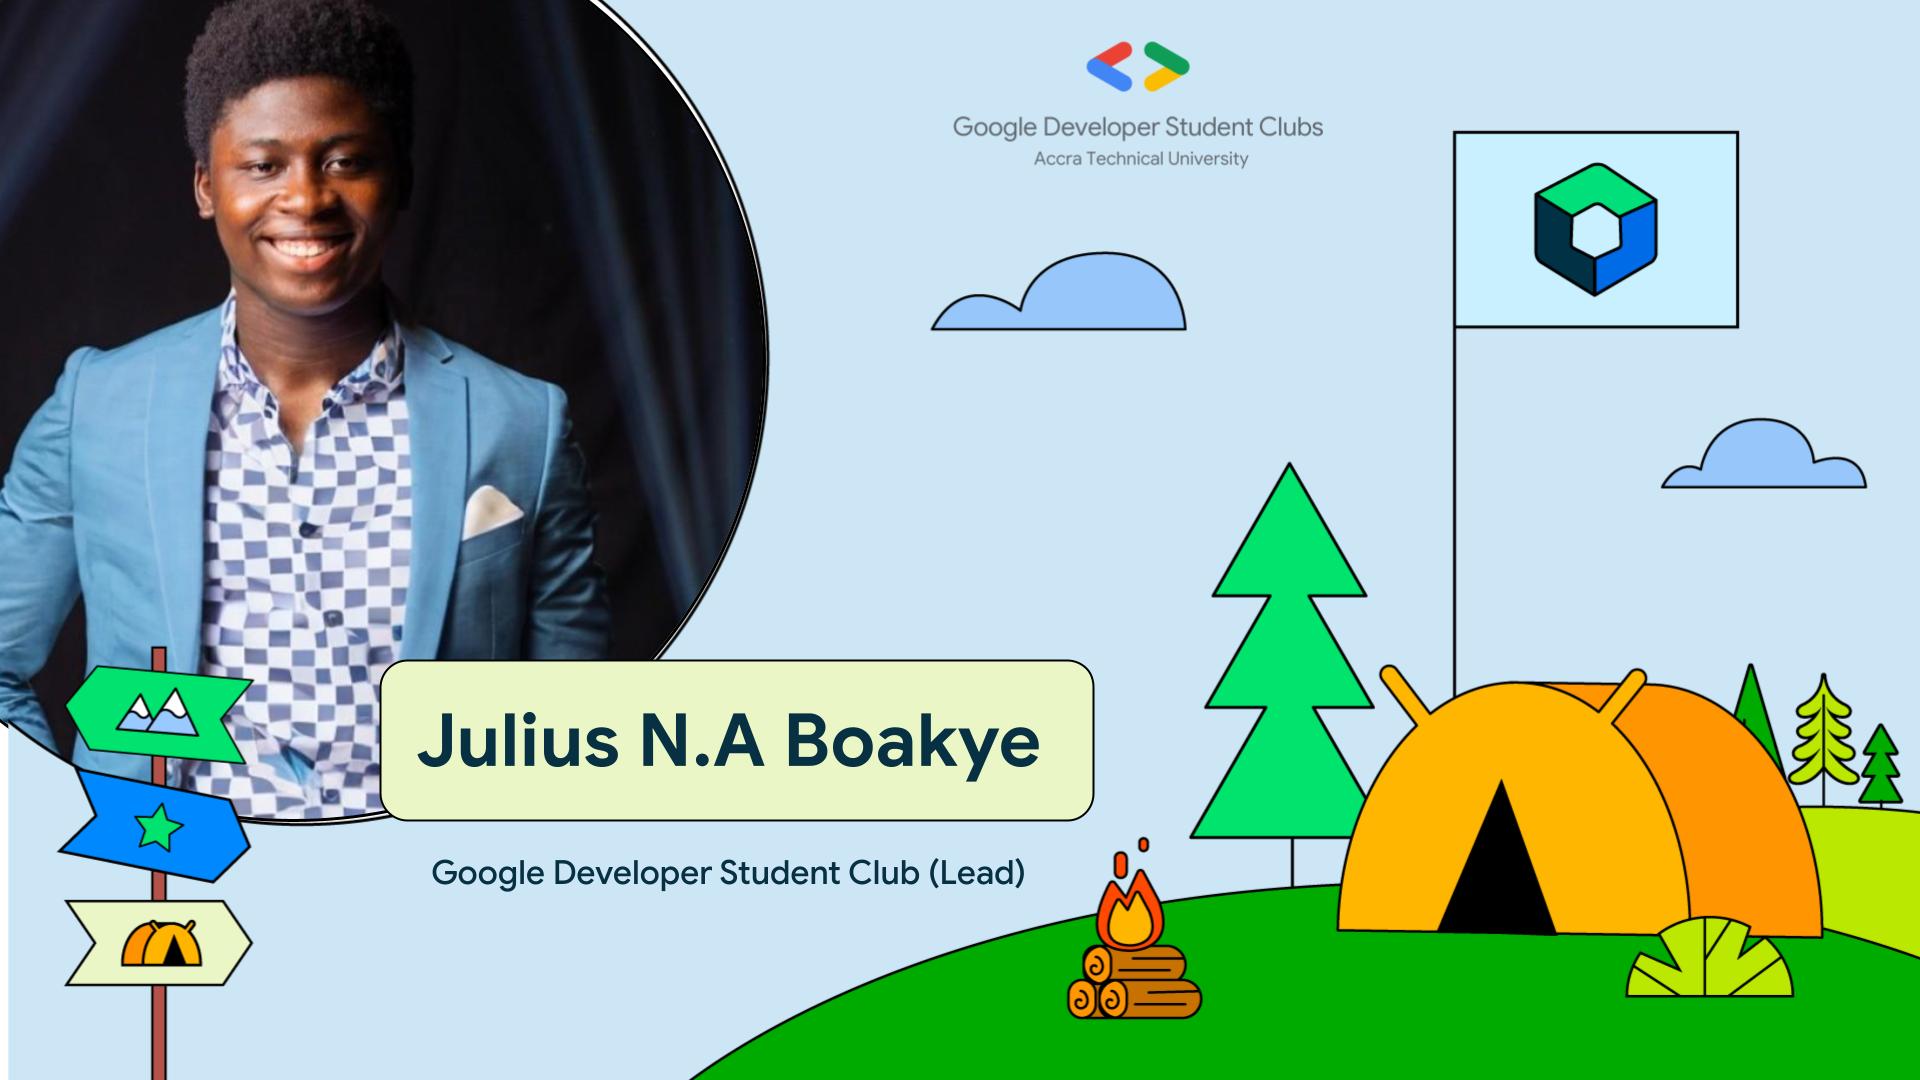 Google Developer Student Clubs
Accra Technical University
Julius N.A Boakye
Google Developer Student Club (Lead)